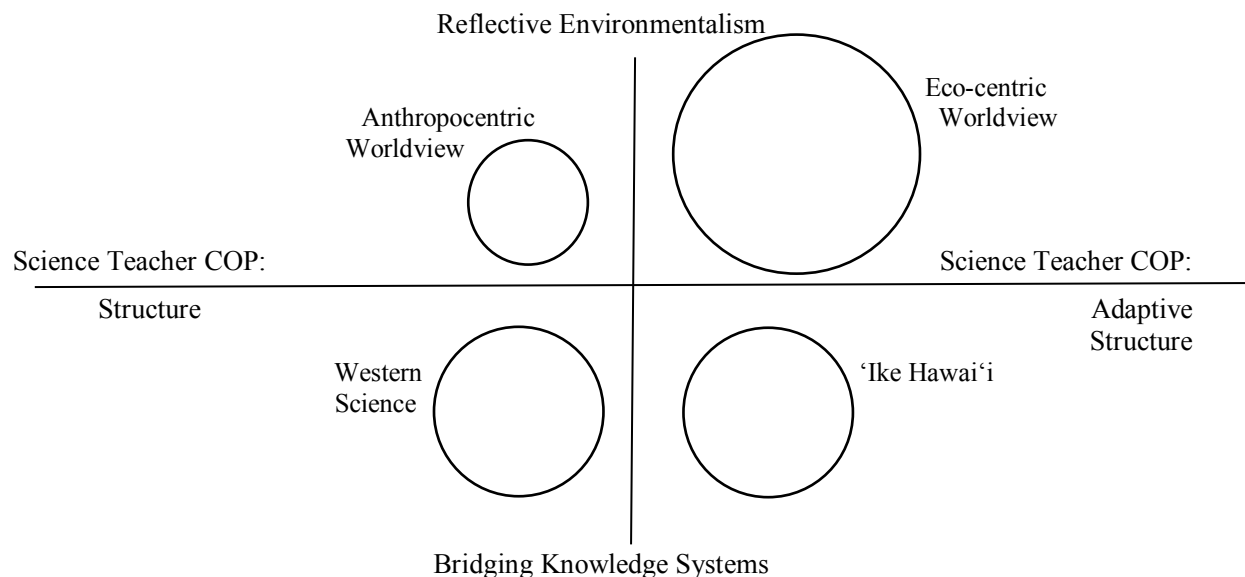 Reflective Environmentalism
Anthropocentric
Worldview
Eco-centric
Worldview
Science Teacher COP:
Structure
Science Teacher COP:
Adaptive
Structure
Western
Science
‘Ike Hawai‘i
Bridging Knowledge Systems